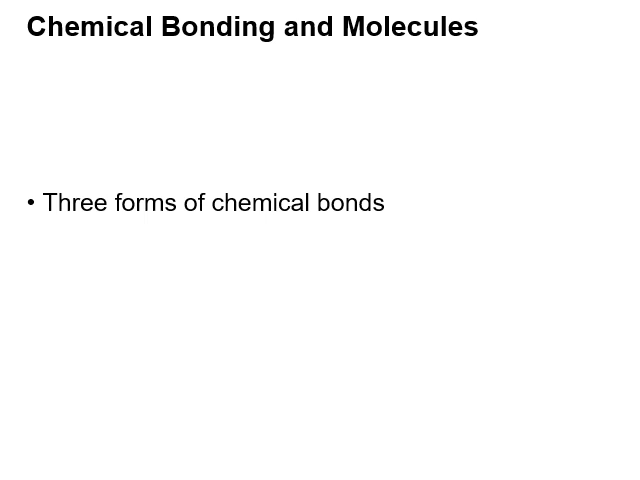 Chemical Bonding and Molecules
• Three forms of chemical bonds